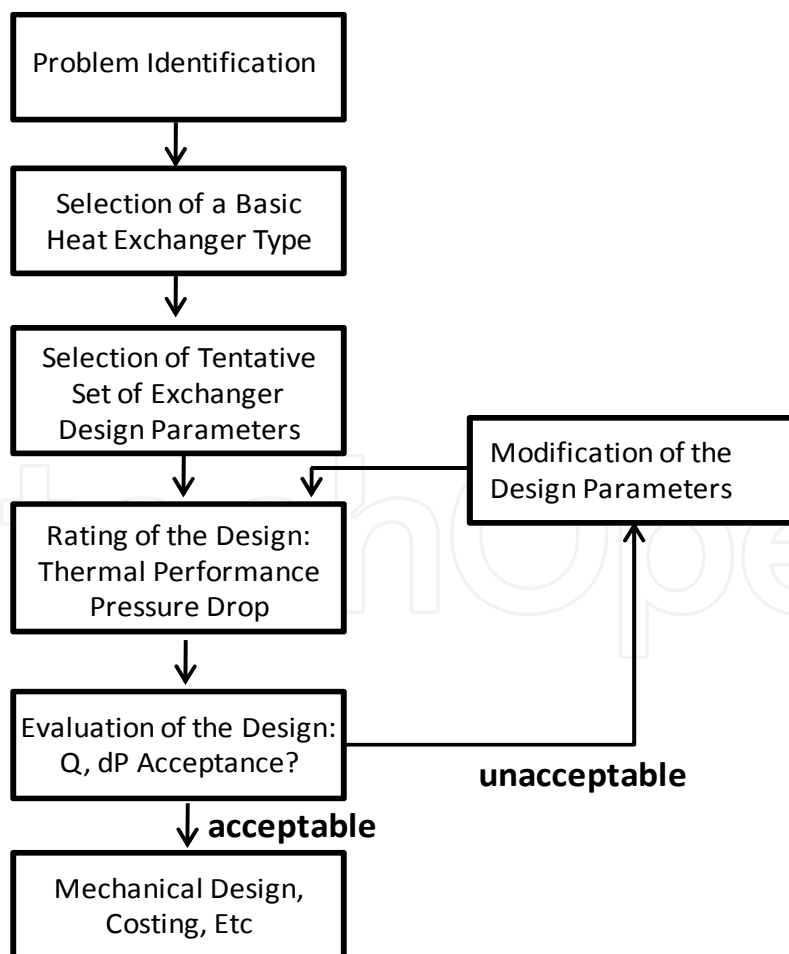 Problem Identification
Selection of a Basic
Heat Exchanger Type
Selection of Tentative
Set of Exchanger
Design Parameters
Modification of the
Design Parameters
Rating of the Design:
Thermal Performance
Pressure Drop
Evaluation of the Design:
Q, dP Acceptance?
unacceptable
acceptable
Mechanical Design,
Costing, Etc